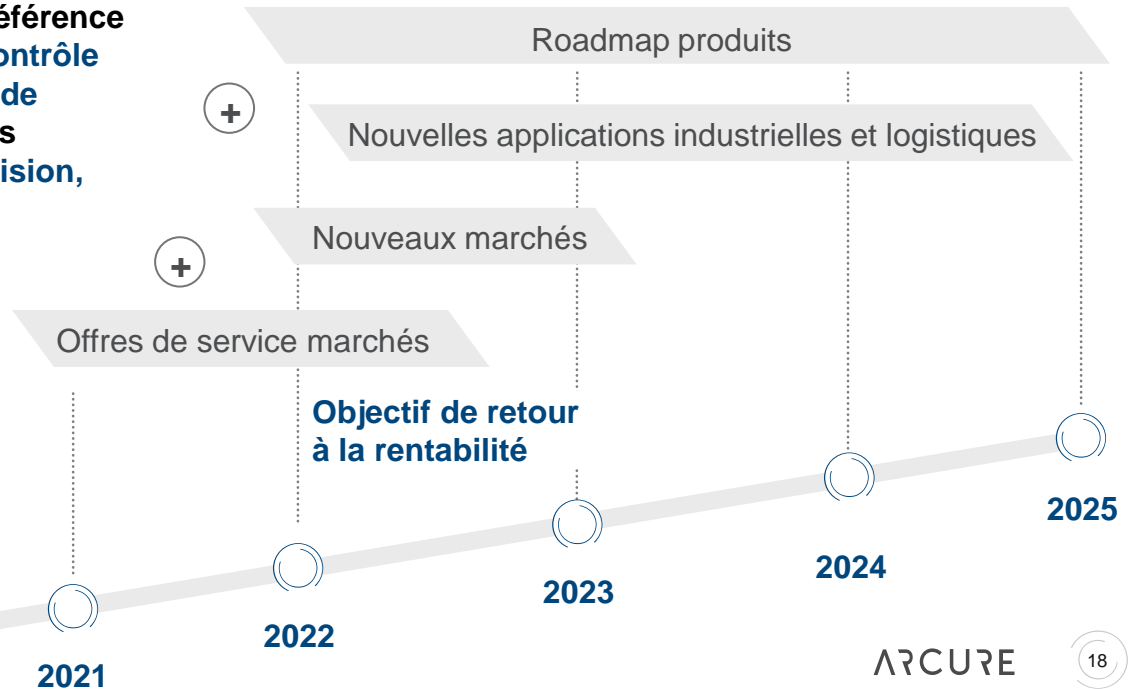 éférence
ontrôle
de
s
ision,
Roadmap produits
+
Nouvelles applications industrielles et logistiques
Nouveaux marchés
+
Offres de service marchés
Objectif de retour
à la rentabilité
2021
2022
2023
2024
2025
ARCURE
18